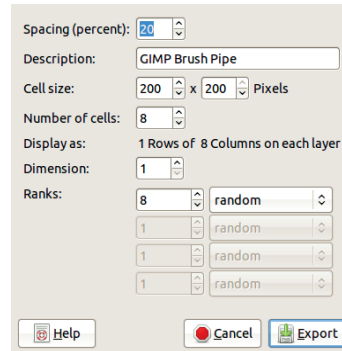 Spacing (percent): 20
Description: GIMP Brush Pipe
Cell size: 200 x 200 Pixels
Number of cells: 8
Display as: 1 Rows of 8 Columns on each layer
Dimension: 1
Ranks: 8 random
1 random
1 random
1 random
Help Cancel Export